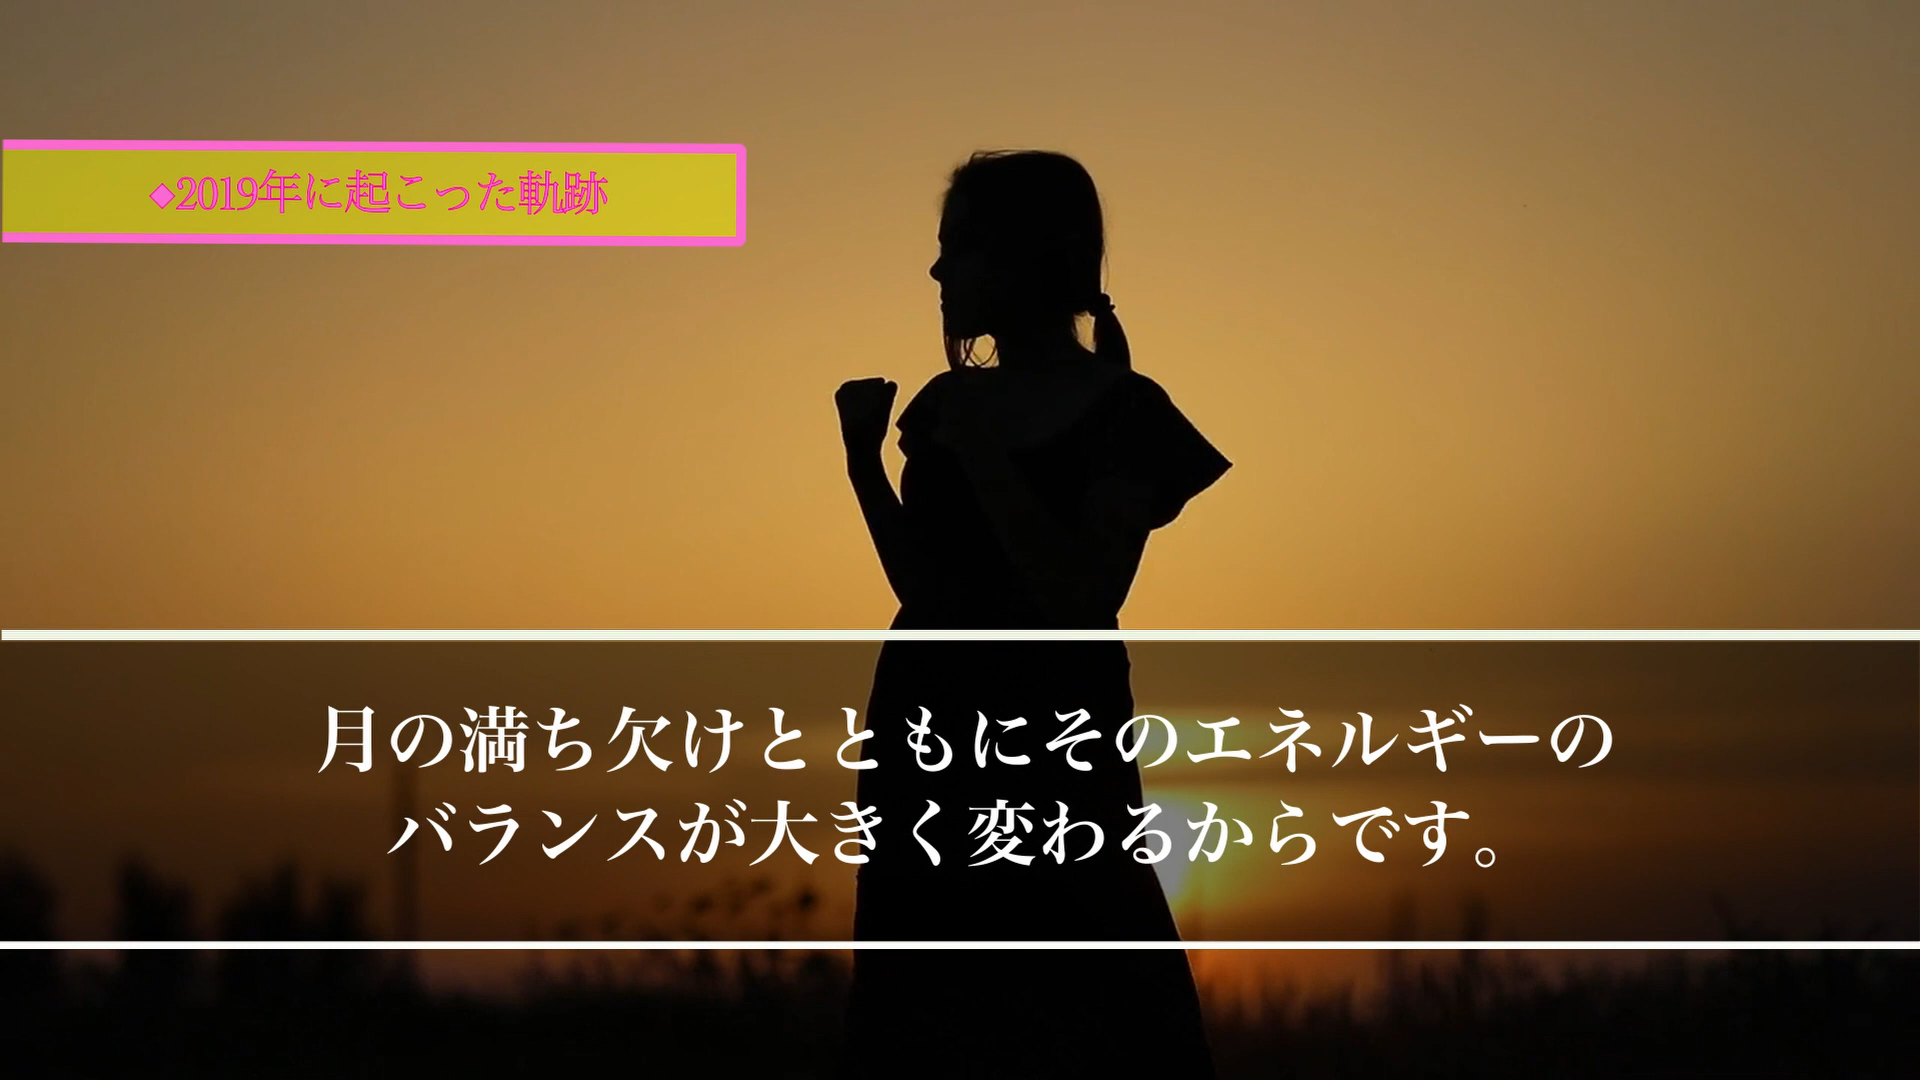 ◆2019年に起こった軌跡
月の満ち欠けとともにそのエネルギーの
バランスが大きく変わるからです。